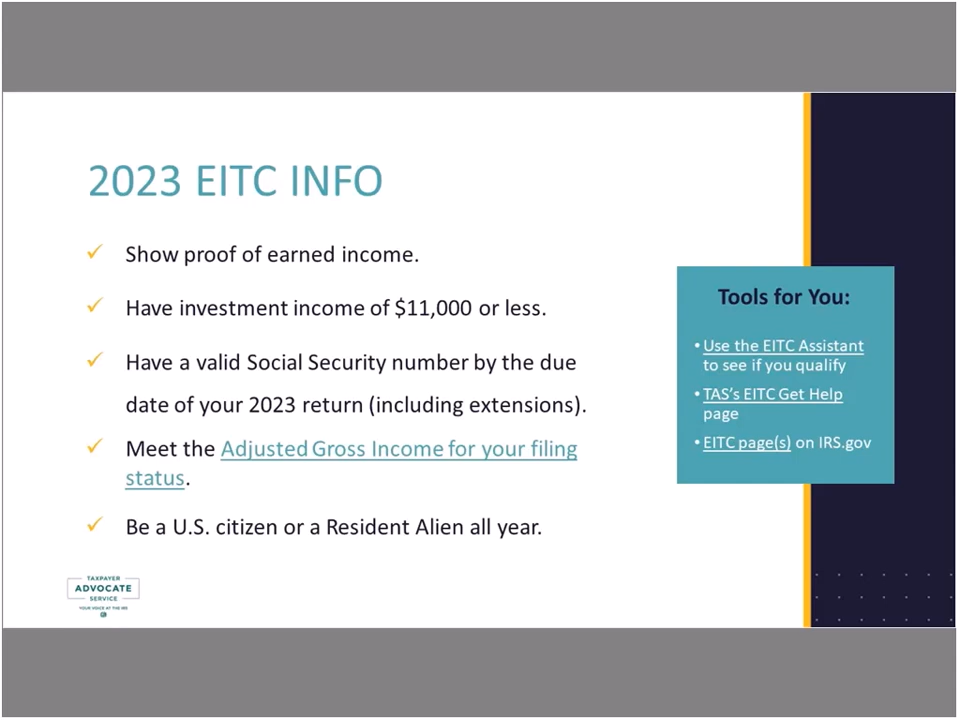 2023 EITC INFO
✓ Show proof of earned income.
✓ Have investment income of $11,000 or less.
✓ Have a valid Social Security number by the due
date of your 2023 return (including extensions).
✓ Meet the Adjusted Gross Income for your filing
status.
✓ Be a U.S. citizen or a Resident Alien all year.
Tools for You:
• Use the EITC Assistant
to see if you qualify
• TAS's EITC Get Help
page
• EITC page(s) on IRS.gov
TAXPAYER
ADVOCATE
SERVICE
YOUR VOICE AT THE IRS